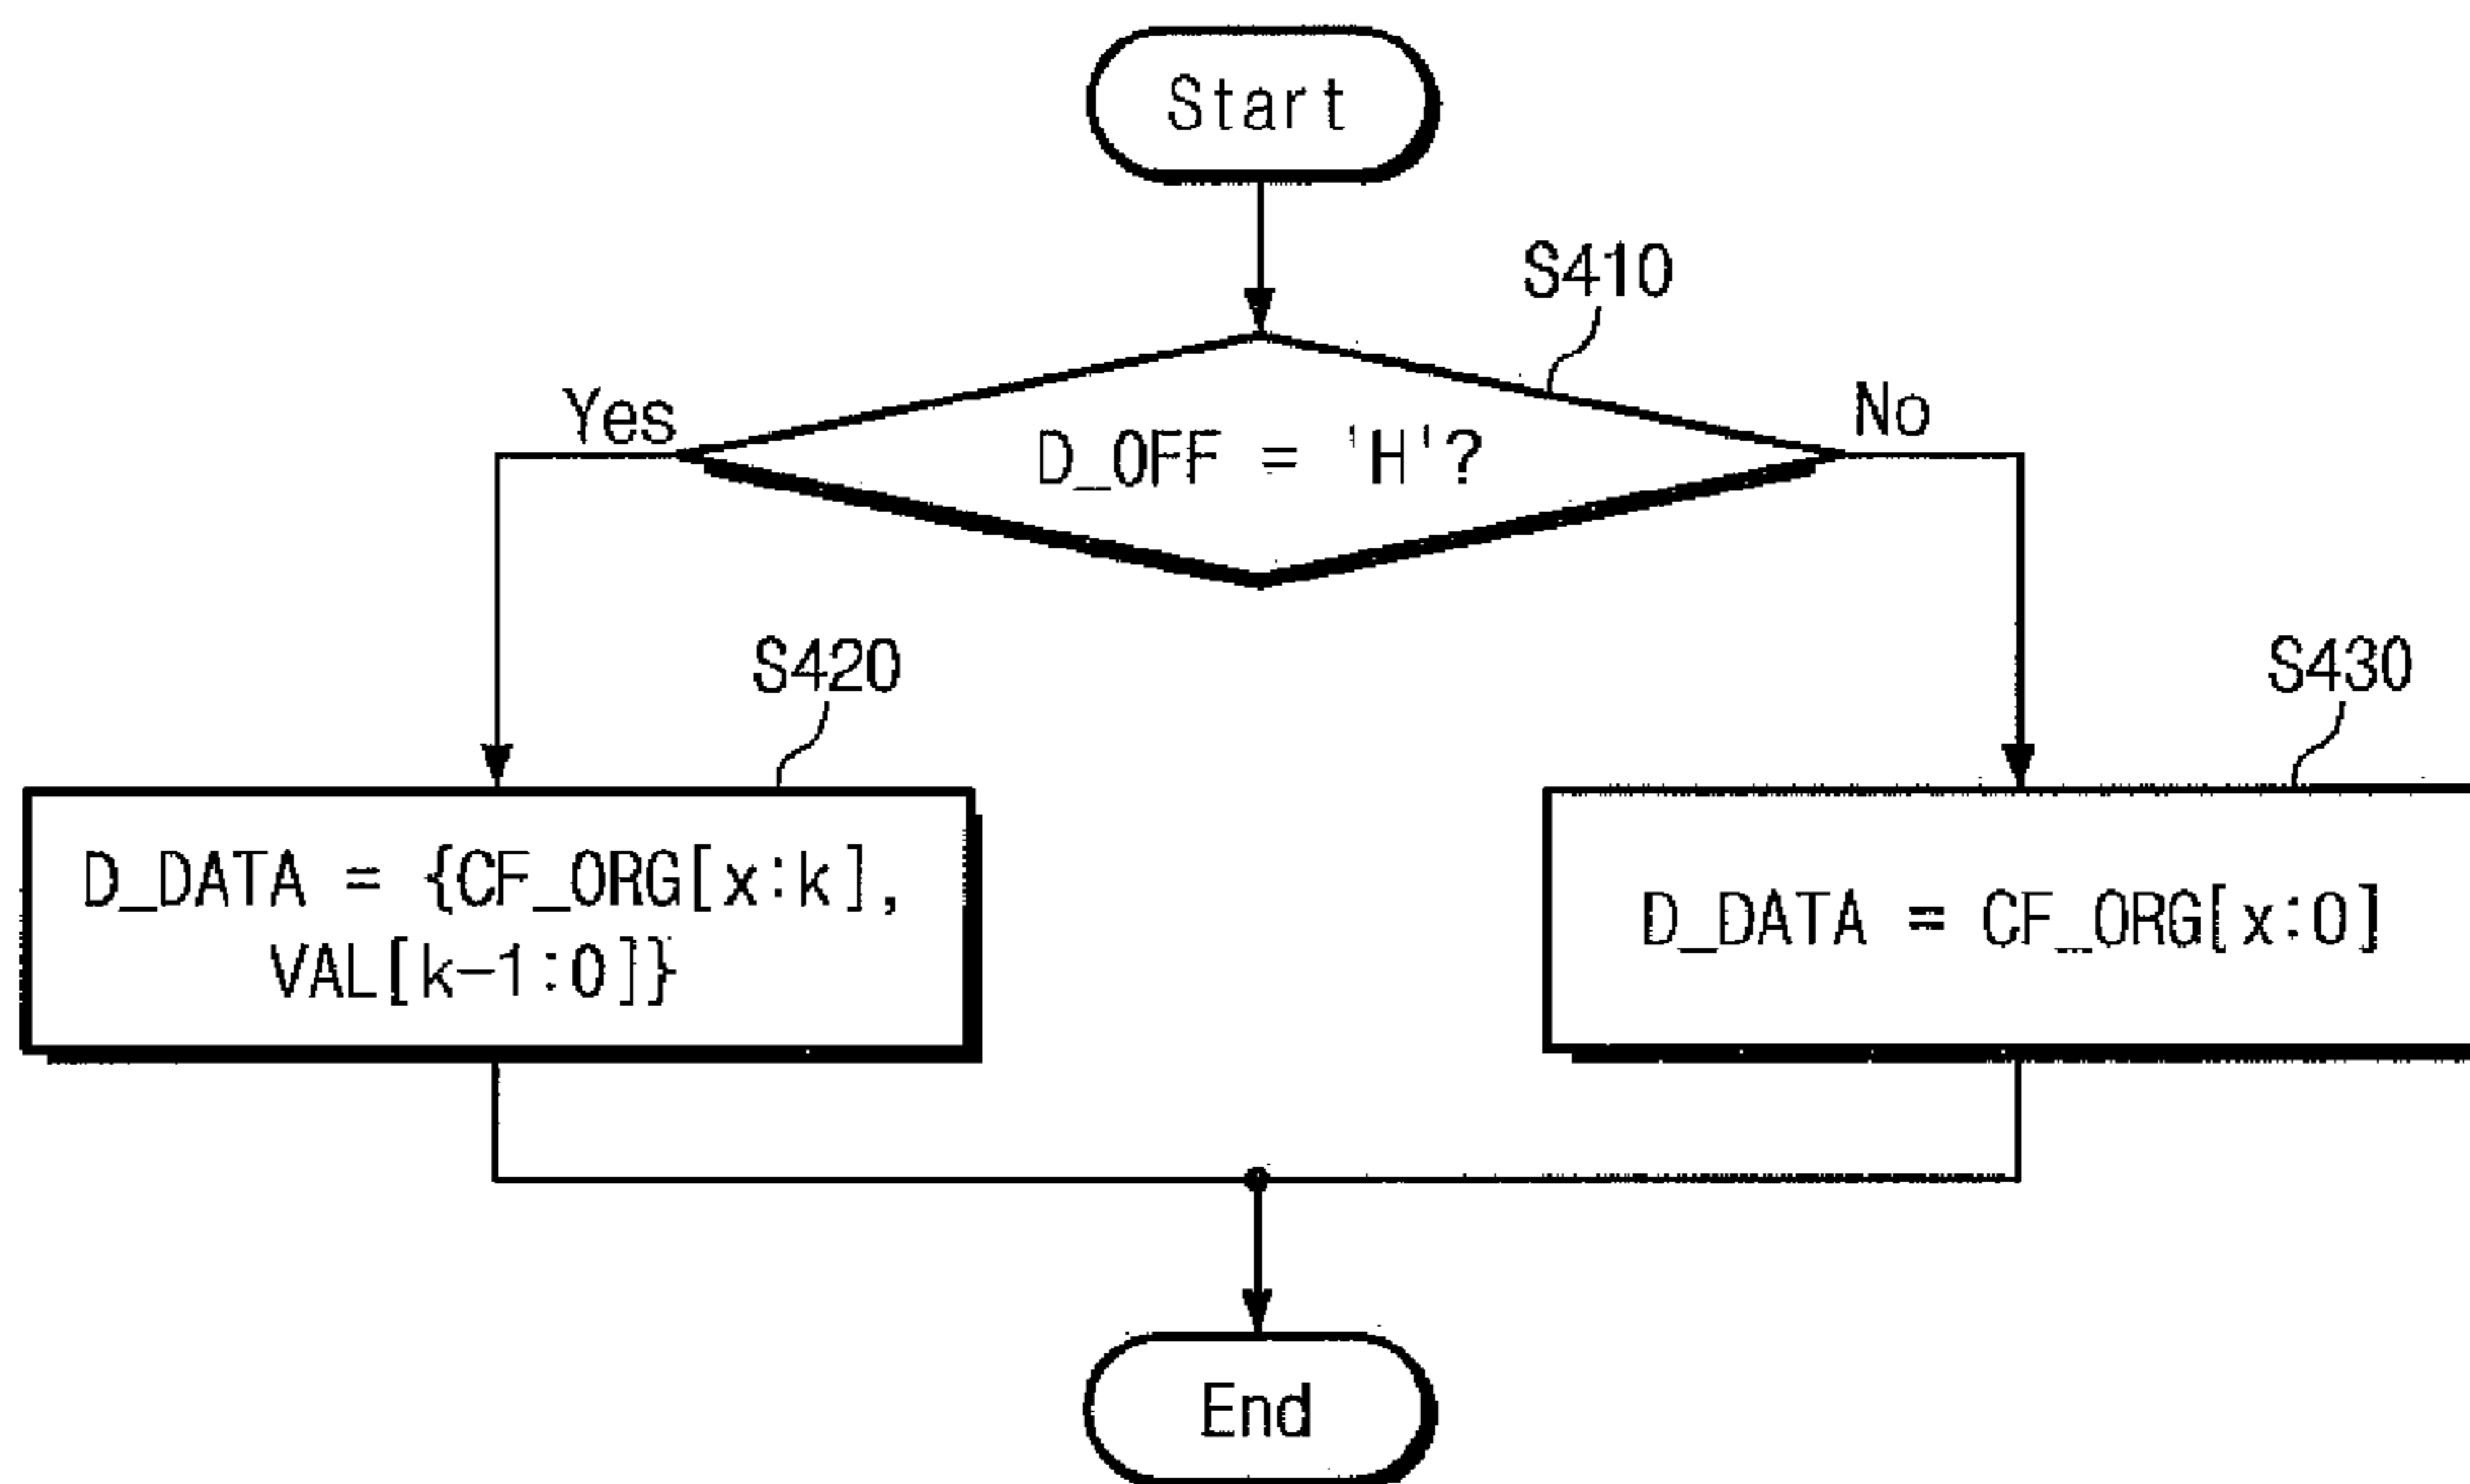 Start
S410
Yes
No
D_OFF = 'H'?
S420
S430
D_DATA = {CF_ORG[x:k],
VAL[k-1:0]}
D_DATA = CF_ORG[x:0]
End